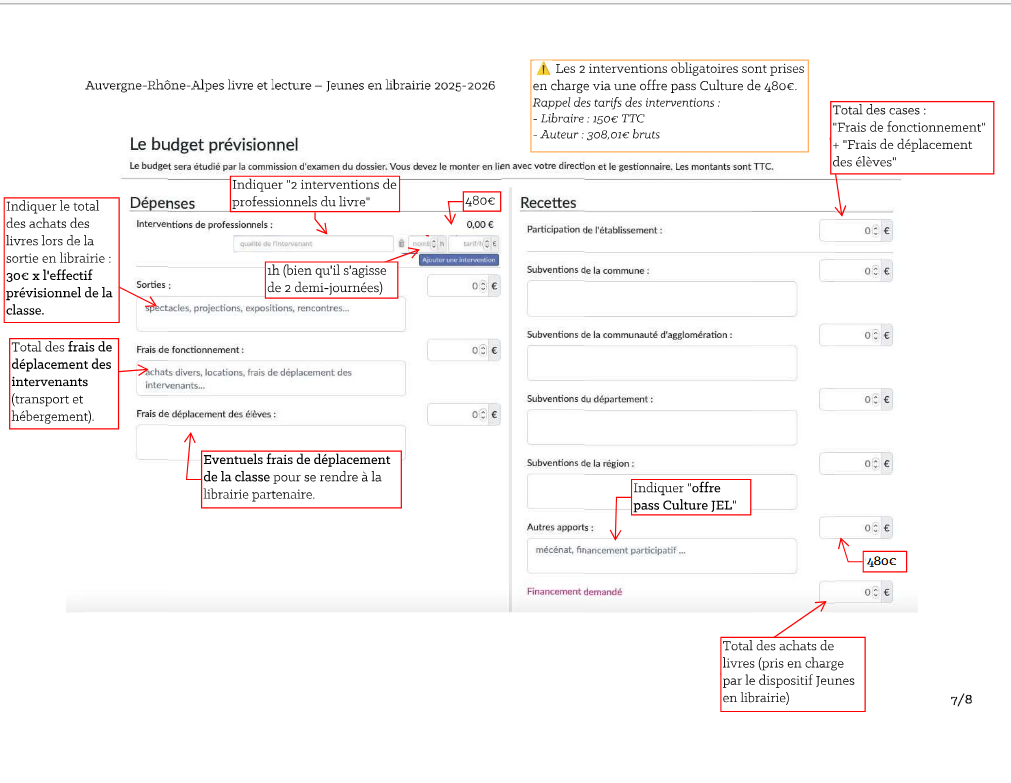 Auvergne-Rhône-Alpes livre et lecture – Jeunes en librairie 2025-2026
⚠ Les 2 interventions obligatoires sont prises
en charge via une offre pass Culture de 480€.
Rappel des tarifs des interventions :
- Libraire : 150€ TTC
- Auteur : 308,01€ bruts
Total des cases :
"Frais de fonctionnement"
+ "Frais de déplacement
des élèves"
Le budget prévisionnel
Le budget sera étudié par la commission d'examen du dossier. Vous devez le monter en lien avec votre direction et le gestionnaire. Les montants sont TTC.
Indiquer "2 interventions de
professionnels du livre"
480€
Indiquer le total
des achats des
livres lors de la
sortie en librairie :
30€ x l'effectif
prévisionnel de la
classe.
Dépenses
Interventions de professionnels :
0,00 €
qualité de l'intervenant
h
tarif/h
€
Ajouter une intervention
1h (bien qu'il s'agisse
de 2 demi-journées)
Sorties :
0 €
spectacles, projections, expositions, rencontres...
Total des frais de
déplacement des
intervenants
(transport et
hébergement).
Frais de fonctionnement :
0 €
achats divers, locations, frais de déplacement des
intervenants...
Frais de déplacement des élèves :
0 €
Eventuels frais de déplacement
de la classe pour se rendre à la
librairie partenaire.
Recettes
Participation de l'établissement :
0 €
Subventions de la commune :
0 €
Subventions de la communauté d'agglomération :
0 €
Subventions du département :
0 €
Subventions de la région :
0 €
Indiquer "offre
pass Culture JEL"
Autres apports :
0 €
mécénat, financement participatif ...
480€
Financement demandé
0 €
Total des achats de
livres (pris en charge
par le dispositif Jeunes
en librairie)
7/8